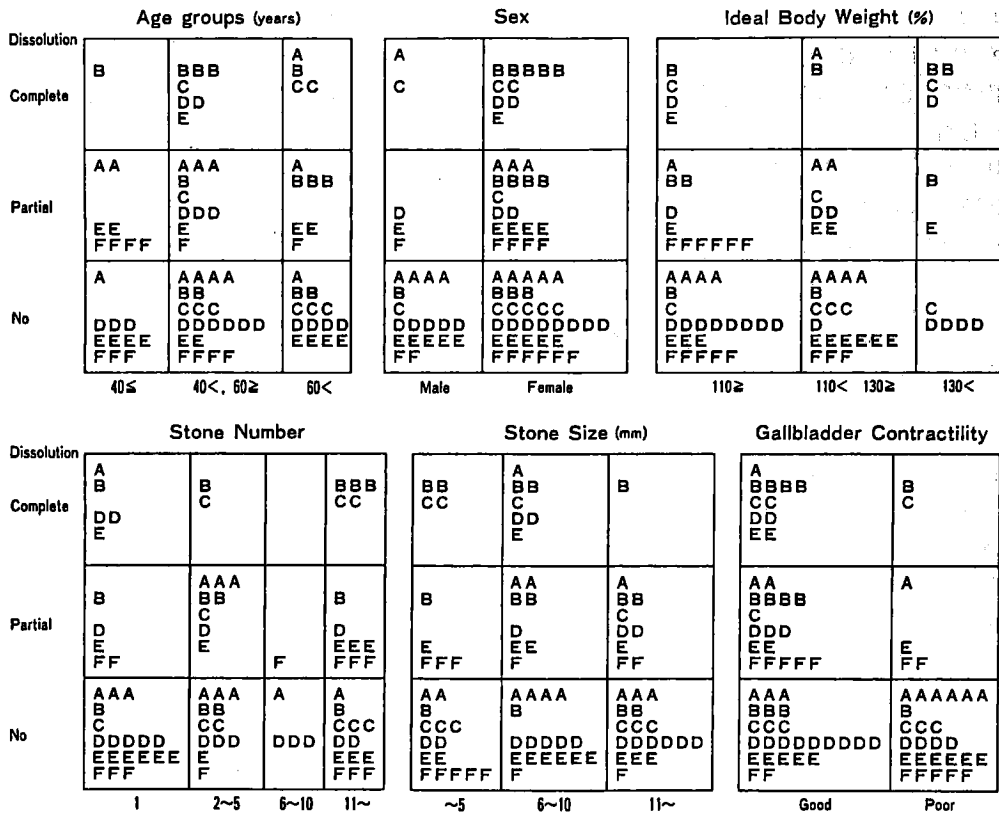 Age groups (years)
Sex
Ideal Body Weight (%)
Dissolution
Complete
B
BBB
C
DD
E
A
B
CC
A
C
BBBBB
CC
DD
E
B
C
D
E
A
B
BB
C
D
Partial
AA
EE
FFFF
AAA
B
C
DDD
E
F
A
BBB
EE
F
D
E
F
AAA
BBBB
C
DD
EEEE
FFFF
A
BB
D
E
FFFFFF
AA
C
DD
EE
B
E
No
A
DDD
EEEE
FFF
AAAA
BB
CCC
DDDDDD
EE
FFFF
A
BB
CCC
DDDD
EEEE
AAAA
B
C
DDDDD
EEEEE
FF
AAAAA
BBB
CCCCC
DDDDDDDD
EEEEE
FFFFFF
AAAA
B
C
DDDDDDDD
EEE
FFFFF
AAAA
B
CCC
D
EEEEEE
FFF
C
DDDD
40≤
40<, 60≥
60<
Male
Female
110≥
110< 130≥
130<
Stone Number
Stone Size (mm)
Gallbladder Contractility
Dissolution
Complete
A
B
DD
E
B
C
BBB
CC
BB
CC
A
BB
C
DD
E
B
A
BBBB
CC
DD
EE
B
C
Partial
B
D
E
FF
AAA
BB
C
D
E
F
B
D
EEE
FFF
B
E
FFF
AA
BB
D
EE
F
A
BB
C
DD
E
FF
AA
BBBB
C
DDD
EE
FFFFF
A
E
FF
No
AAA
B
C
DDDDD
EEEEEE
FFF
AAA
BB
CC
DDD
E
F
A
DDD
A
B
CCC
DD
EEE
FFF
AA
B
CCC
DD
EE
FFFFF
AAAA
B
DDDDD
EEEEEE
F
AA
BB
CCC
DDDDDD
EE
F
AAA
BBB
CCC
DDDDDDDDD
EEEEE
FF
AAAAAA
B
CCC
DDDD
EEEEEE
FFFFF
1
2~5
6~10
11~
~5
6~10
11~
Good
Poor